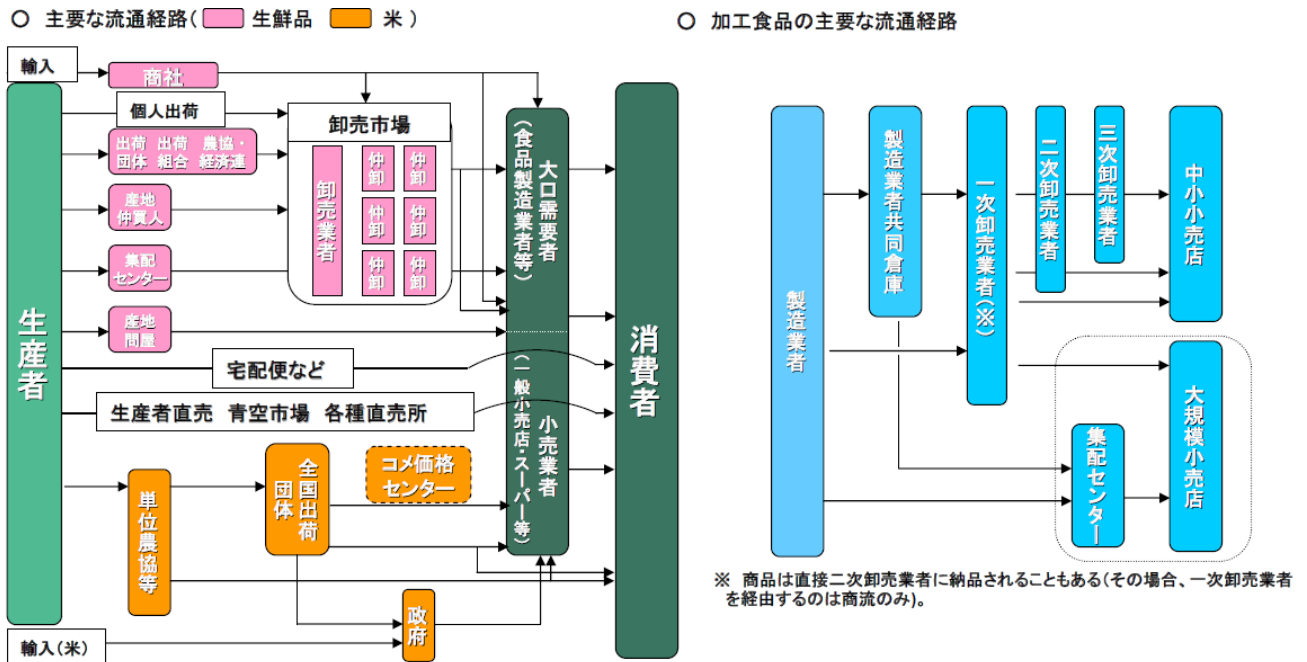 ○ 主要な流通経路( 生鮮品 米 )
輸入
商社
個人出荷
出荷 出荷 農協・
団体 組合 経済連
産地
仲買人
集配
センター
産地
問屋
卸売市場
卸売業者
仲卸
仲卸
仲卸
仲卸
仲卸
仲卸
生産者
宅配便など
生産者直売 青空市場 各種直売所
大口需要者
(食品製造業者等)
小売業者
(一般小売店・スーパー等)
消費者
単位農協等
全国出荷
団体
コメ価格
センター
政府
輸入(米)
○ 加工食品の主要な流通経路
製造業者
製造業者共同倉庫
一次卸売業者(※)
二次卸売業者
三次卸売業者
中小小売店
集配センター
大規模小売店
※ 商品は直接二次卸売業者に納品されることもある(その場合、一次卸売業者
を経由するのは商流のみ)。